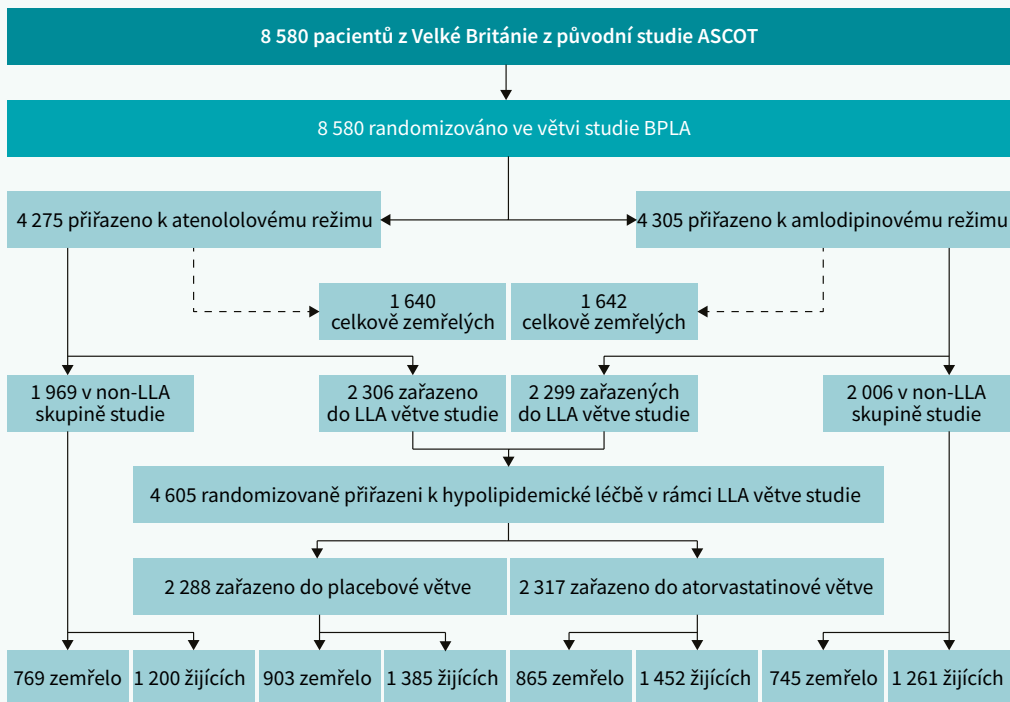 8 580 pacientů z Velké Británie z původní studie ASCOT
8 580 randomizováno ve větvi studie BPLA
4 275 přiřazeno k atenololovému režimu
4 305 přiřazeno k amlodipinovému režimu
1 640
celkově zemřelých
1 642
celkově zemřelých
1 969 v non-LLA
skupině studie
2 306 zařazeno
do LLA větve studie
2 299 zařazených
do LLA větve studie
2 006 v non-LLA
skupině studie
4 605 randomizovaně přiřazeni k hypolipidemické léčbě v rámci LLA větve studie
2 288 zařazeno do placebové větve
2 317 zařazeno do atorvastatinové větve
769 zemřelo
1 200 žijících
903 zemřelo
1 385 žijících
865 zemřelo
1 452 žijících
745 zemřelo
1 261 žijících